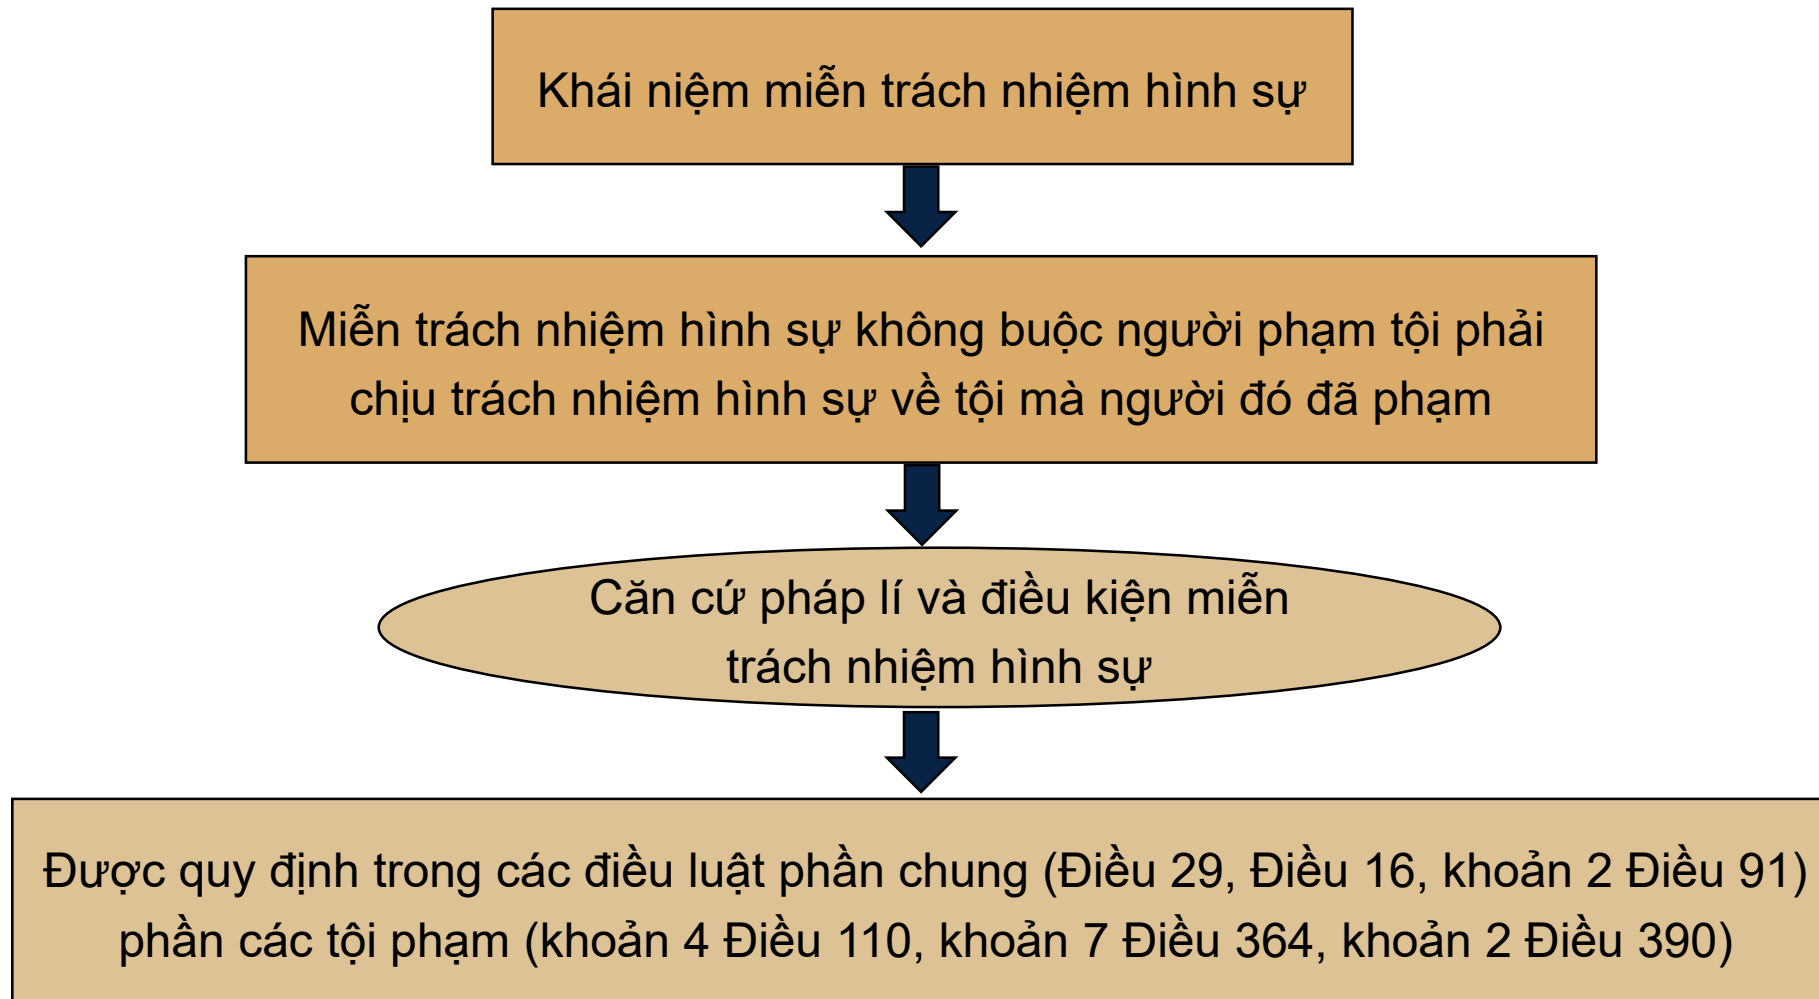 Khái niệm miễn trách nhiệm hình sự
Miễn trách nhiệm hình sự không buộc người phạm tội phải
chịu trách nhiệm hình sự về tội mà người đó đã phạm
Căn cứ pháp lí và điều kiện miễn
trách nhiệm hình sự
Được quy định trong các điều luật phần chung (Điều 29, Điều 16, khoản 2 Điều 91)
phần các tội phạm (khoản 4 Điều 110, khoản 7 Điều 364, khoản 2 Điều 390)